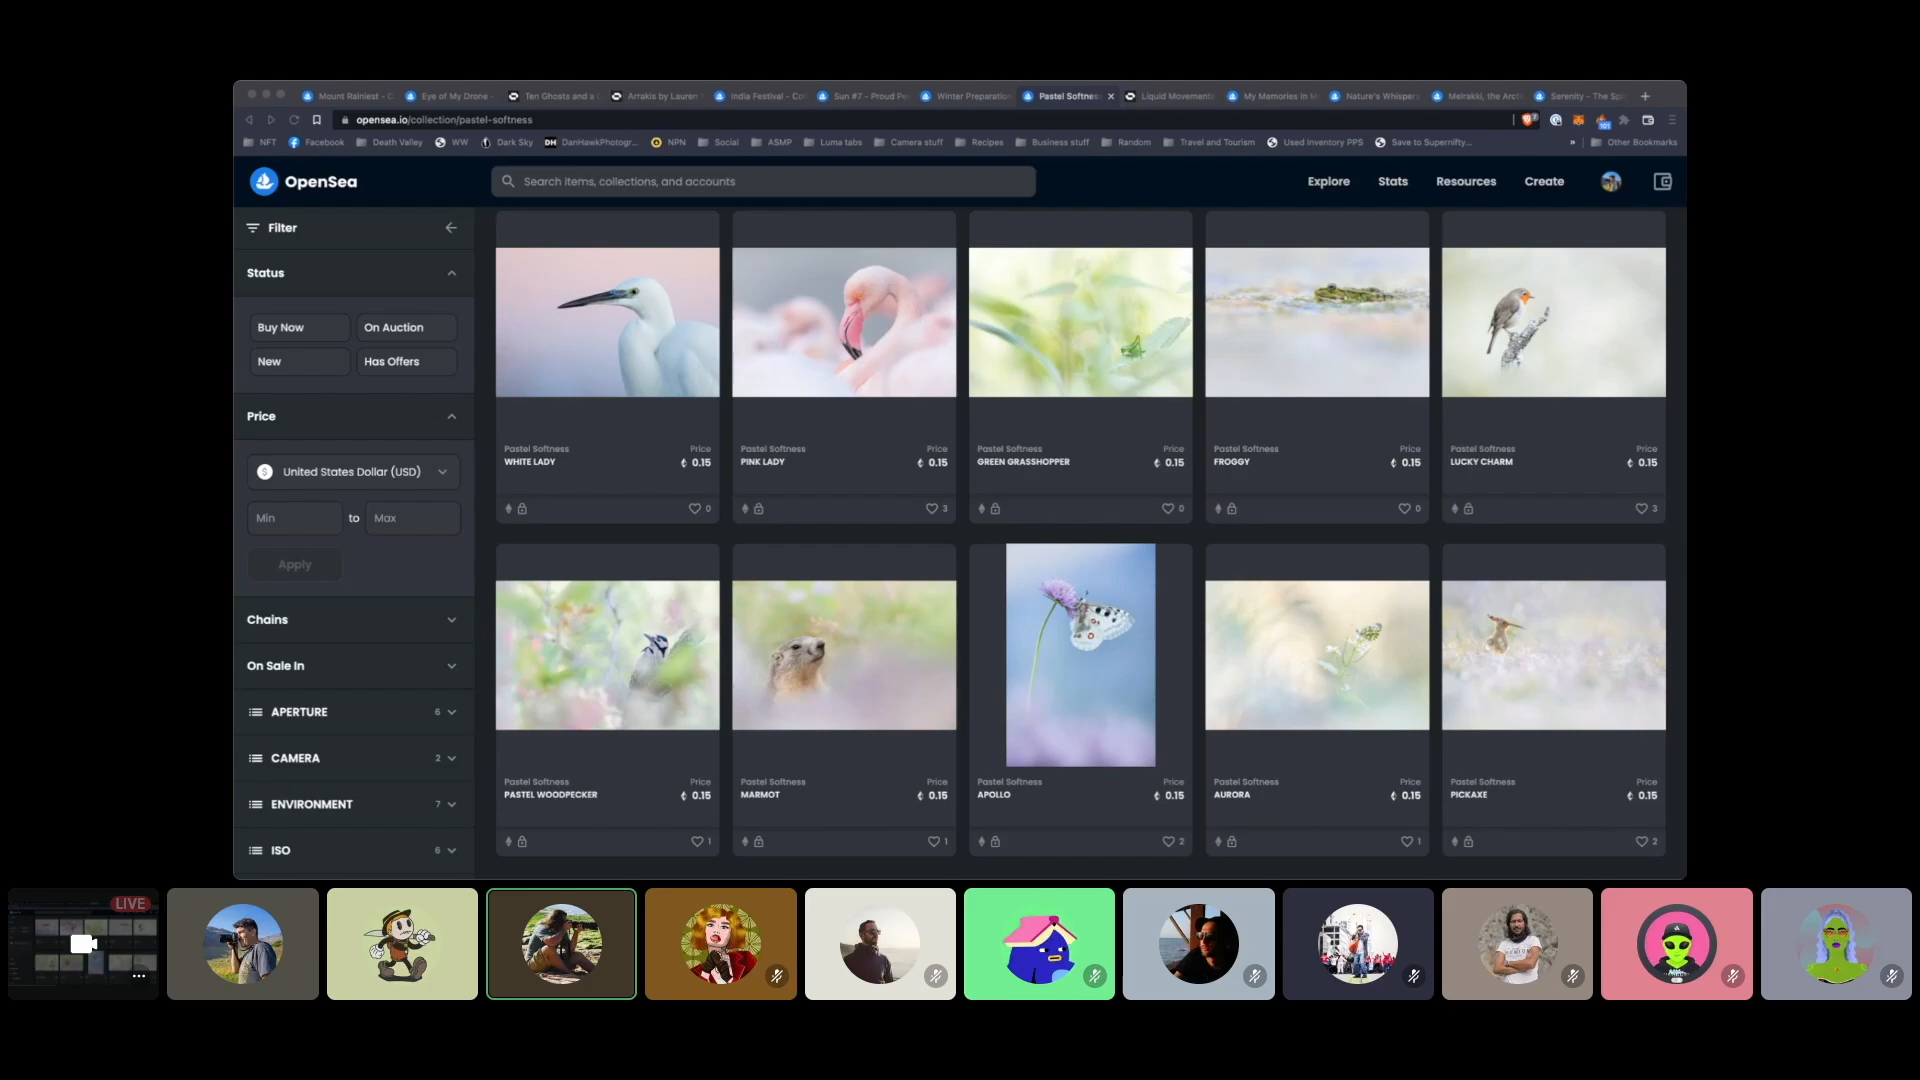 Mount Rainiest - C
Eye of My Drone -
Ten Ghosts and a C
Arrakis by Lauren
India Festival - Co
Sun #7 - Proud Pe
Winter Preparation
Pastel Softness
Liquid Movements
My Memories In M
Nature's Whispers
Melrakki, the Arct
Serenity - The Sp
opensea.io/collection/pastel-softness
NFT
Facebook
Death Valley
WW
Dark Sky
DH DanHawkPhotogr...
NPN
Social
ASMP
Luma tabs
Camera stuff
Recipes
Business stuff
Random
Travel and Tourism
Used Inventory PPS
Save to Supernifty...
»
Other Bookmarks
OpenSea
Search items, collections, and accounts
Explore
Stats
Resources
Create
Filter
Status
Buy Now
On Auction
New
Has Offers
Price
United States Dollar (USD)
Min
to
Max
Apply
Chains
On Sale In
APERTURE 6
CAMERA 2
ENVIRONMENT 7
ISO 6
Pastel Softness Price
WHITE LADY 0.15
0
Pastel Softness Price
PINK LADY 0.15
3
Pastel Softness Price
GREEN GRASSHOPPER 0.15
0
Pastel Softness Price
FROGGY 0.15
0
Pastel Softness Price
LUCKY CHARM 0.15
3
Pastel Softness Price
PASTEL WOODPECKER 0.15
1
Pastel Softness Price
MARMOT 0.15
1
Pastel Softness Price
APOLLO 0.15
2
Pastel Softness Price
AURORA 0.15
1
Pastel Softness Price
PICKAXE 0.15
2
LIVE